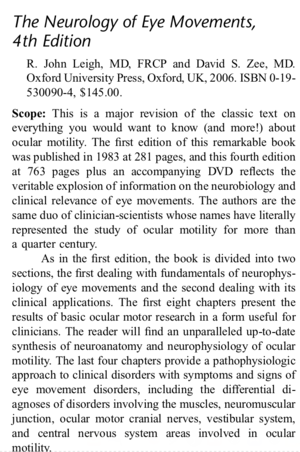 The Neurology of Eye Movements,
4th Edition
R. John Leigh, MD, FRCP and David S. Zee, MD.
Oxford University Press, Oxford, UK, 2006. ISBN 0-19-
530090-4, $145.00.
Scope: This is a major revision of the classic text on
everything you would want to know (and more!) about
ocular motility. The first edition of this remarkable book
was published in 1983 at 281 pages, and this fourth edition
at 763 pages plus an accompanying DVD reflects the
veritable explosion of information on the neurobiology and
clinical relevance of eye movements. The authors are the
same duo of clinician-scientists whose names have literally
represented the study of ocular motility for more than
a quarter century.
As in the first edition, the book is divided into two
sections, the first dealing with fundamentals of neurophys-
iology of eye movements and the second dealing with its
clinical applications. The first eight chapters present the
results of basic ocular motor research in a form useful for
clinicians. The reader will find an unparalleled up-to-date
synthesis of neuroanatomy and neurophysiology of ocular
motility. The last four chapters provide a pathophysiologic
approach to clinical disorders with symptoms and signs of
eye movement disorders, including the differential di-
agnoses of disorders involving the muscles, neuromuscular
junction, ocular motor cranial nerves, vestibular system,
and central nervous system areas involved in ocular
motility.